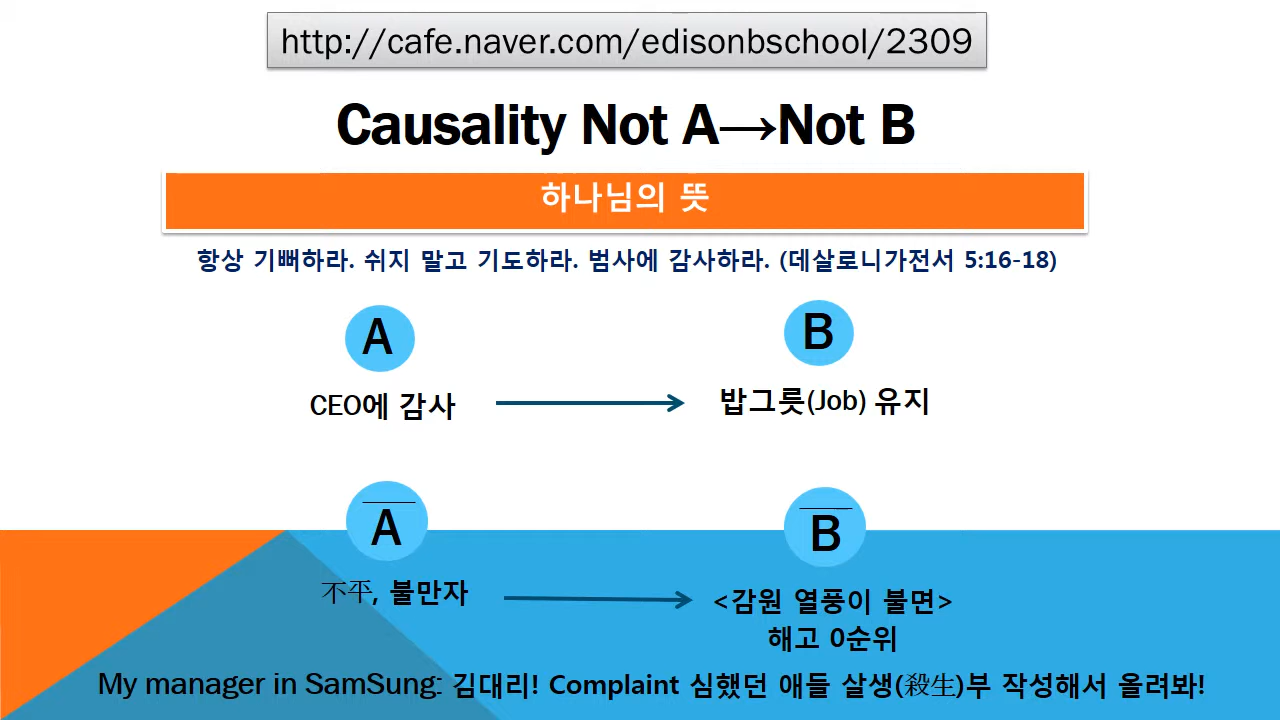 http://cafe.naver.com/edisonbschool/2309
Causality Not A→Not B
하나님의 뜻
항상 기뻐하라. 쉬지 말고 기도하라. 범사에 감사하라. (데살로니가전서 5:16-18)
A
B
CEO에 감사
밥그릇(Job) 유지
A̅
B̅
不平, 불만자
<감원 열풍이 불면>
해고 0순위
My manager in SamSung: 김대리! Complaint 심했던 애들 살생(殺生)부 작성해서 올려봐!